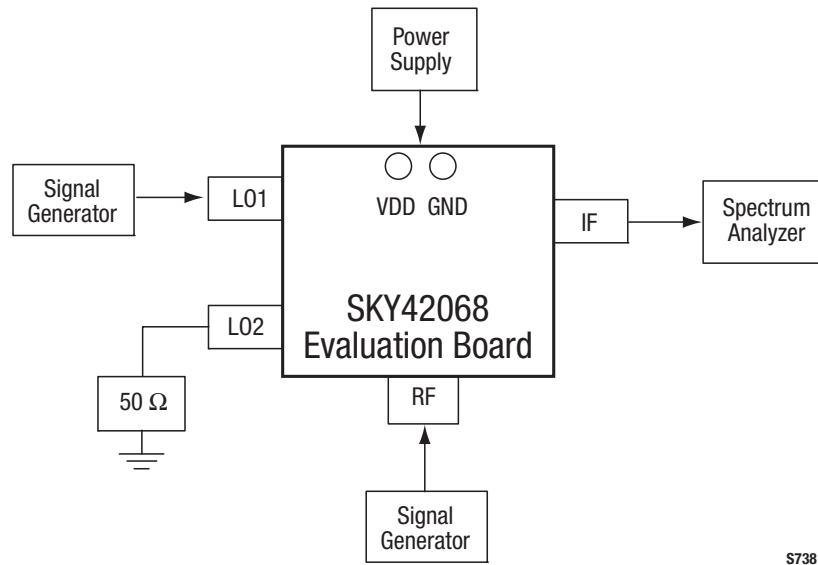 Power
Supply
Signal
Generator
LO1
VDD GND
IF
Spectrum
Analyzer
LO2
SKY42068
Evaluation Board
50 Ω
RF
Signal
Generator
S738